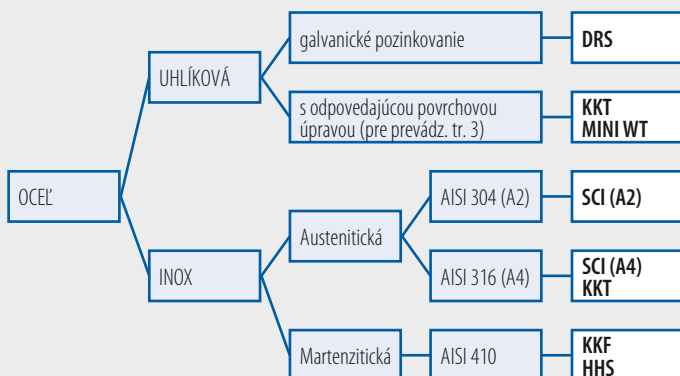 galvanické pozinkovanie
DRS
UHLÍKOVÁ
s odpovedajúcou povrchovou
úpravou (pre prevádz. tr. 3)
KKT
MINI WT
OCEĽ
AISI 304 (A2)
SCI (A2)
Austenitická
INOX
AISI 316 (A4)
SCI (A4)
KKT
Martenzitická
AISI 410
KKF
HHS